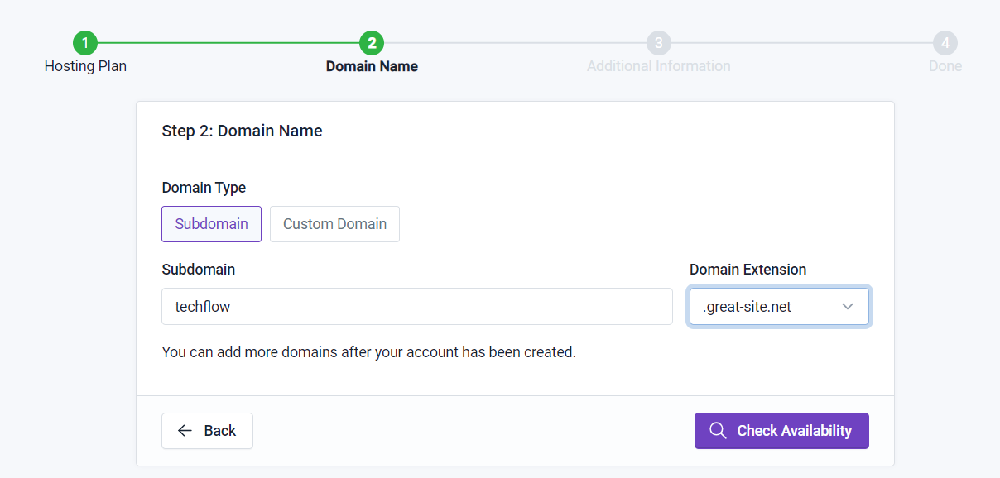 1 2 3 4
Hosting Plan Domain Name Additional Information Done
Step 2: Domain Name
Domain Type
Subdomain Custom Domain
Subdomain Domain Extension
techflow .great-site.net
You can add more domains after your account has been created.
Back Check Availability